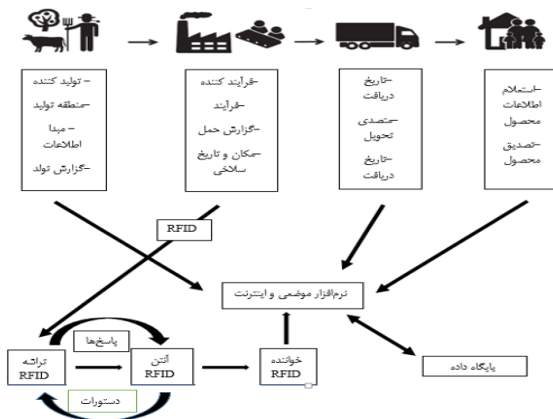 - تولید کننده
-منطقه تولید
- مبدا
اطلاعات
-گزارش تولد
-فرآیند کننده
-فرآیند
-گزارش حمل
-مکان و تاریخ
سلاخی
-تاریخ
دریافت
-متصدی
تحویل
-تاریخ
دریافت
-استعلام
اطلاعات
محصول
-تصدیق
محصول
RFID
نرم‌افزار موضعی و اینترنت
پاسخ‌ها
تراشه
RFID
آنتن
RFID
خواننده
RFID
پایگاه داده
دستورات